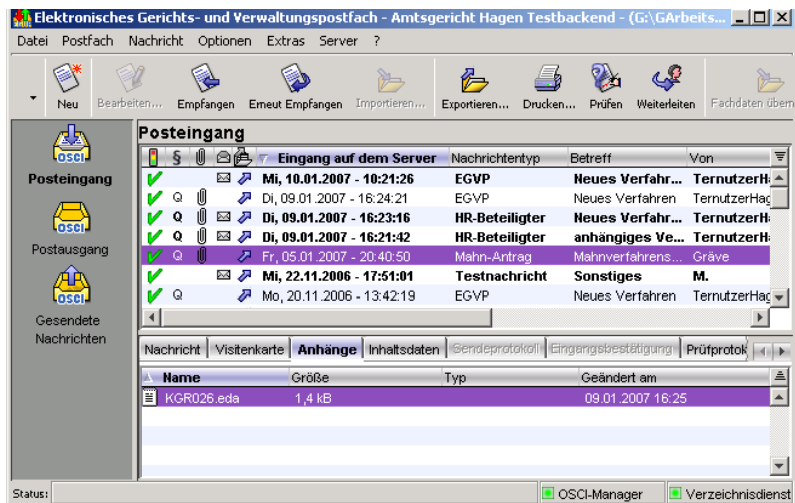 Elektronisches Gerichts- und Verwaltungspostfach - Amtsgericht Hagen Testbackend - (G:\GArbeits...
Datei Postfach Nachricht Optionen Extras Server ?
Neu Bearbeiten... Empfangen Erneut Empfangen Importieren... Exportieren... Drucken... Prüfen Weiterleiten Fachdaten übern
osci
Posteingang
osci
Postausgang
osci
Gesendete
Nachrichten
Posteingang
§ Eingang auf dem Server Nachrichtentyp Betreff Von
Mi, 10.01.2007 - 10:21:26 EGVP Neues Verfahr... TernutzerHa
Q Di, 09.01.2007 - 16:24:21 EGVP Neues Verfahren TernutzerHag
Q Di, 09.01.2007 - 16:23:16 HR-Beteiligter Neues Verfahr... TernutzerHa
Q Di, 09.01.2007 - 16:21:42 HR-Beteiligter anhängiges Ve... TernutzerHa
Q Fr, 05.01.2007 - 20:40:50 Mahn-Antrag Mahnverfahrens... Gräve
Mi, 22.11.2006 - 17:51:01 Testnachricht Sonstiges M.
Q Mo, 20.11.2006 - 13:42:19 EGVP Neues Verfahren TernutzerHag
Nachricht Visitenkarte Anhänge Inhaltsdaten Sendeprotokoll Eingangsbestätigung Prüfprotok
Name Größe Typ Geändert am
KGR026.eda 1,4 kB 09.01.2007 16:25
Status: OSCI-Manager Verzeichnisdienst